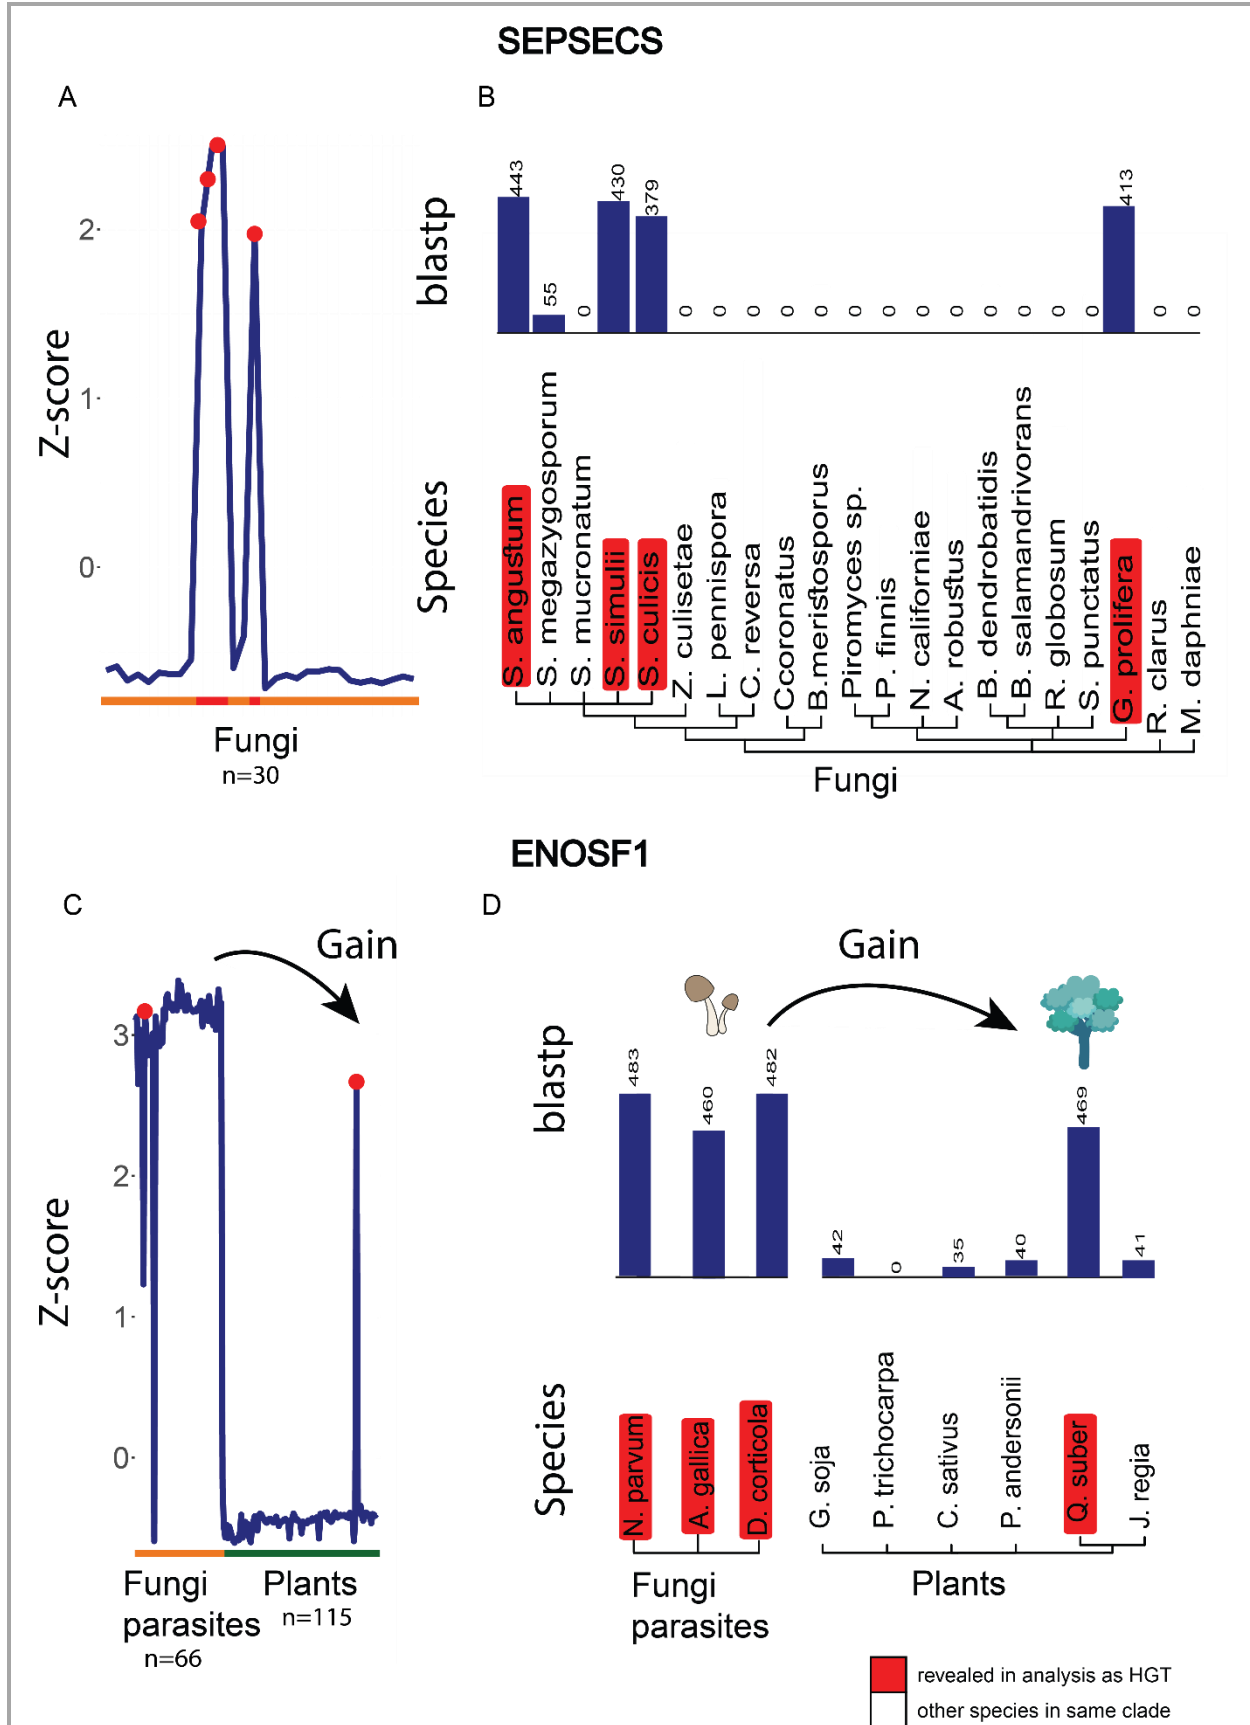 SEPSECS
A
2
1
0
Z-score
Fungi
n=30
B
blastp
443
55
0
430
379
0
0
0
0
0
0
0
0
0
0
0
0
0
413
0
0
Species
S. angustum
S. megazygosporum
S. mucronatum
S. simulii
S. culicis
Z. culisetae
L. pennispora
C. reversa
Ccoronatus
B.meristosporus
Piromyces sp.
P. finnis
N. californiae
A. robustus
B. dendrobatidis
B. salamandrivorans
R. globosum
S. punctatus
G. prolifera
R. clarus
M. daphniae
Fungi
ENOSF1
C
Gain
3
2
1
0
Z-score
Fungi
parasites
n=66
Plants
n=115
D
Gain
blastp
483
460
482
42
0
35
40
469
41
Species
N. parvum
A. gallica
D. corticola
G. soja
P. trichocarpa
C. sativus
P. andersonii
Q. suber
J. regia
Fungi
parasites
Plants
revealed in analysis as HGT
other species in same clade